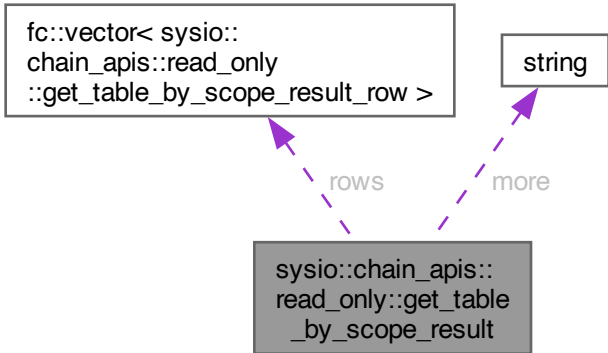 fc::vector< sysio::
chain_apis::read_only
::get_table_by_scope_result_row >
string
rows
more
sysio::chain_apis::
read_only::get_table
_by_scope_result